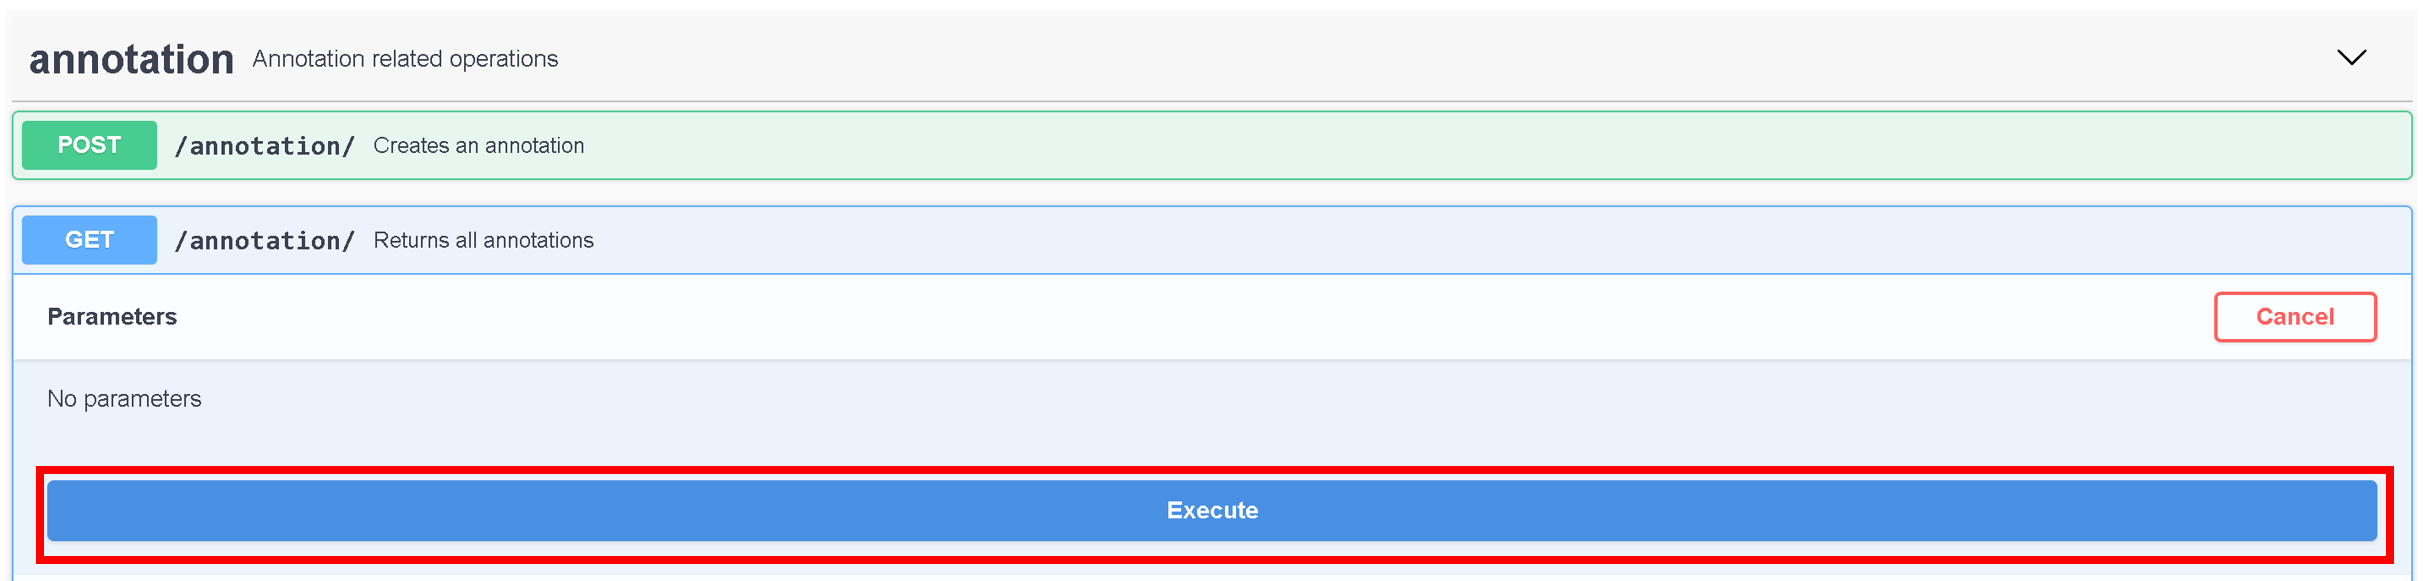 annotation Annotation related operations
POST /annotation/ Creates an annotation
GET /annotation/ Returns all annotations
Parameters Cancel
No parameters
Execute